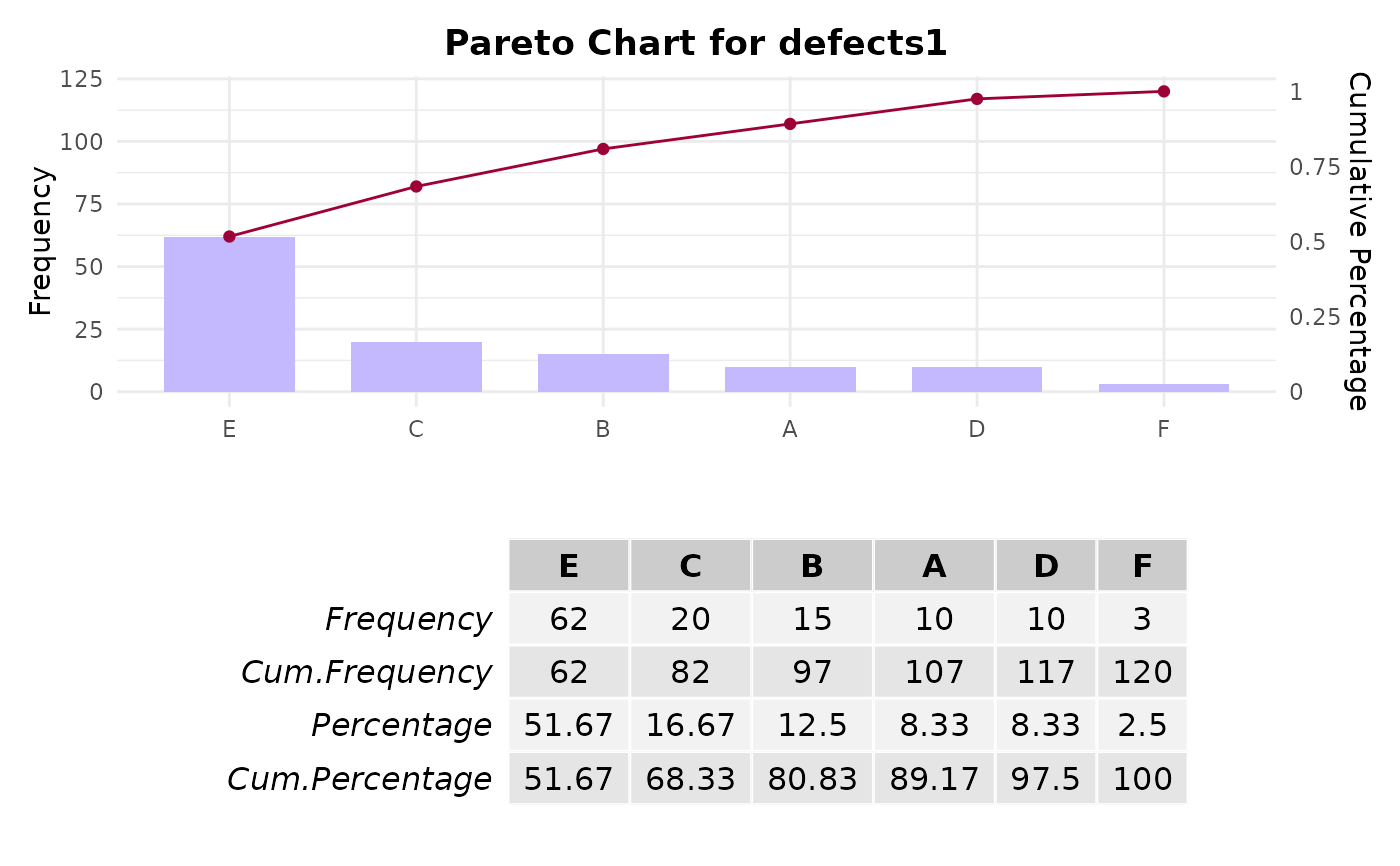 Pareto Chart for defects1
125
100
75
50
25
0
Frequency
1
0.75
0.5
0.25
0
Cumulative Percentage
E C B A D F
E C B A D F
Frequency 62 20 15 10 10 3
Cum.Frequency 62 82 97 107 117 120
Percentage 51.67 16.67 12.5 8.33 8.33 2.5
Cum.Percentage 51.67 68.33 80.83 89.17 97.5 100